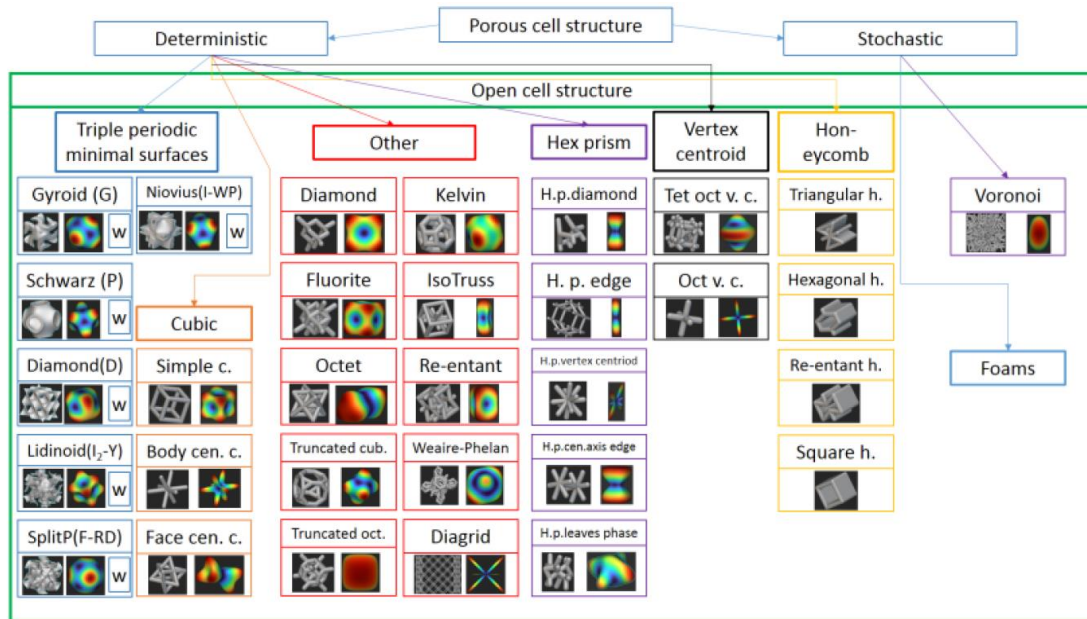 Porous cell structure
Deterministic
Stochastic
Open cell structure
Triple periodic
minimal surfaces
Other
Hex prism
Vertex
centroid
Hon-
eycomb
Gyroid (G)
W
Niovius(I-WP)
W
Diamond
Kelvin
H.p.diamond
Tet oct v. c.
Triangular h.
Voronoi
Schwarz (P)
W
Cubic
Fluorite
IsoTruss
H. p. edge
Oct v. c.
Hexagonal h.
Diamond(D)
W
Simple c.
Octet
Re-entant
H.p.vertex centriod
Re-entant h.
Foams
Lidinoid(I₂-Y)
W
Body cen. c.
Truncated cub.
Weaire-Phelan
H.p.cen.axis edge
Square h.
SplitP(F-RD)
W
Face cen. c.
Truncated oct.
Diagrid
H.p.leaves phase